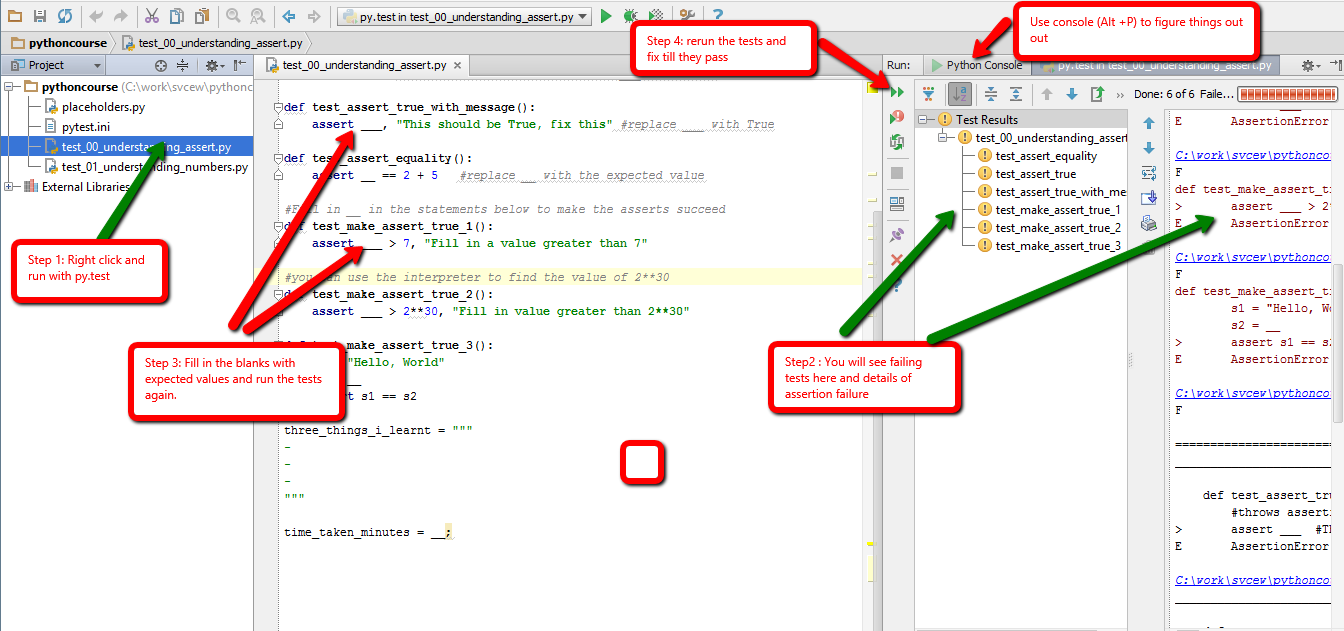 py.test in test_00_understanding_assert.py
pythoncourse
test_00_understanding_assert.py
Project
pythoncourse (C:\work\svcew\pythonc
placeholders.py
pytest.ini
test_00_understanding_assert.py
test_01_understanding_numbers.py
External Libraries
Step 1: Right click and
run with py.test
test_00_understanding_assert.py
def test_assert_true_with_message():
assert ___, "This should be True, fix this" #replace ___ with True
def test_assert_equality():
assert __ == 2 + 5 #replace __ with the expected value
#Fill in __ in the statements below to make the asserts succeed
def test_make_assert_true_1():
assert ___ > 7, "Fill in a value greater than 7"
#you can use the interpreter to find the value of 2**30
def test_make_assert_true_2():
assert ___ > 2**30, "Fill in value greater than 2**30"
test_make_assert_true_3():
"Hello, World"
__
s1 == s2
three_things_i_learnt = """
-
-
-
"""
time_taken_minutes = __;
Step 3: Fill in the blanks with
expected values and run the tests
again.
Step 4: rerun the tests and
fix till they pass
Use console (Alt +P) to figure things out
out
Run:
Python Console
py.test in test_00_understanding_assert.py
Done: 6 of 6 Faile...
Test Results
test_00_understanding_assert
test_assert_equality
test_assert_true
test_assert_true_with_me
test_make_assert_true_1
test_make_assert_true_2
test_make_assert_true_3
Step2 : You will see failing
tests here and details of
assertion failure
E AssertionError
C:\work\svcew\pythonco
F
def test_make_assert_t
> assert ___ > 2
E AssertionError
C:\work\svcew\pythonco
F
def test_make_assert_t
s1 = "Hello, W
s2 = __
> assert s1 == s
E AssertionError
C:\work\svcew\pythonco
F
def test_assert_tru
#throws asserti
> assert ___ #T
E AssertionError
C:\work\svcew\pythonco